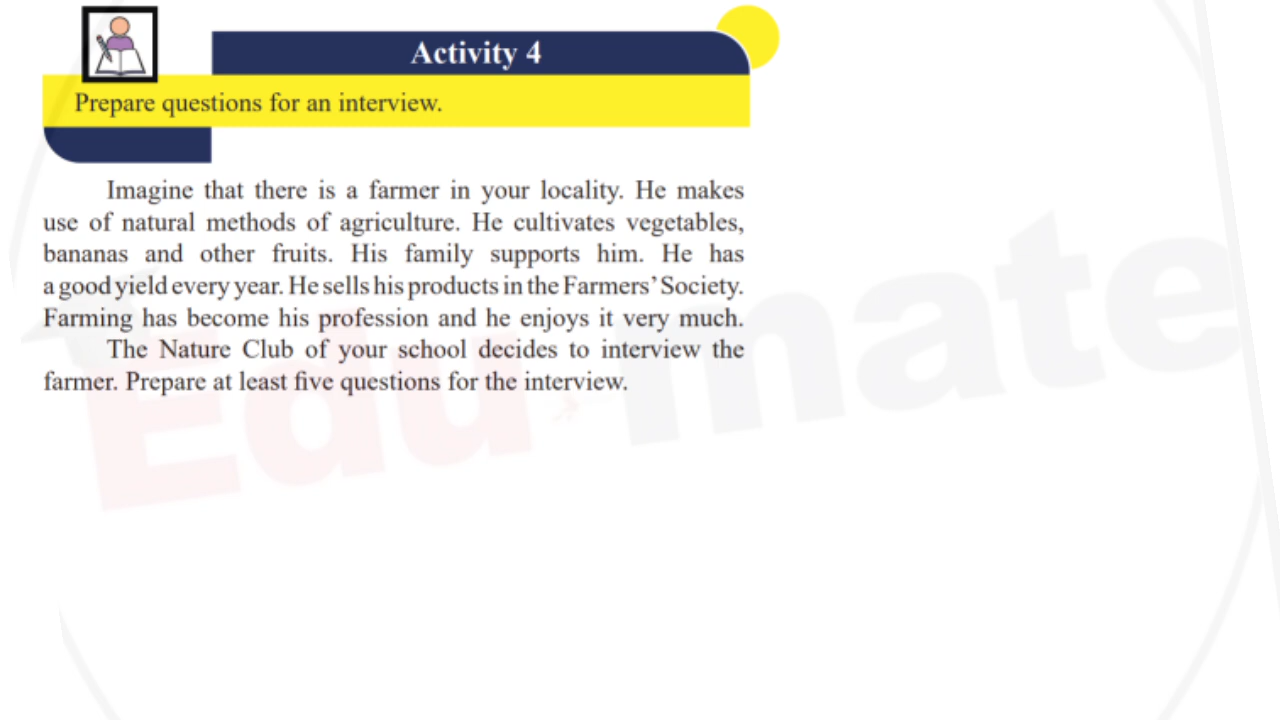 Activity 4
Prepare questions for an interview.
Imagine that there is a farmer in your locality. He makes
use of natural methods of agriculture. He cultivates vegetables,
bananas and other fruits. His family supports him. He has
a good yield every year. He sells his products in the Farmers’ Society.
Farming has become his profession and he enjoys it very much.
The Nature Club of your school decides to interview the
farmer. Prepare at least five questions for the interview.
Edu mate